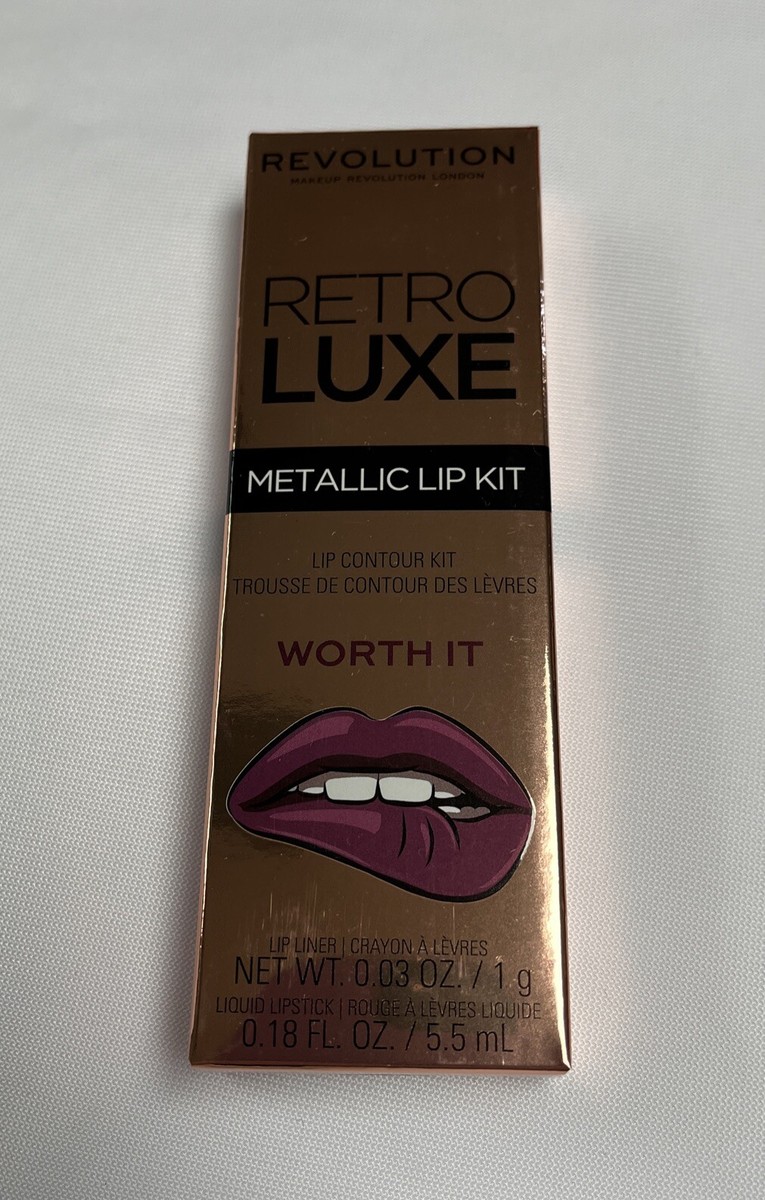 REVOLUTION
MAKEUP REVOLUTION LONDON
RETRO
LUXE
METALLIC LIP KIT
LIP CONTOUR KIT
TROUSSE DE CONTOUR DES LÈVRES
WORTH IT
LIP LINER | CRAYON À LÈVRES
NET WT. 0.03 OZ. / 1 g
LIQUID LIPSTICK | ROUGE À LÈVRES LIQUIDE
0.18 FL. OZ. / 5.5 mL